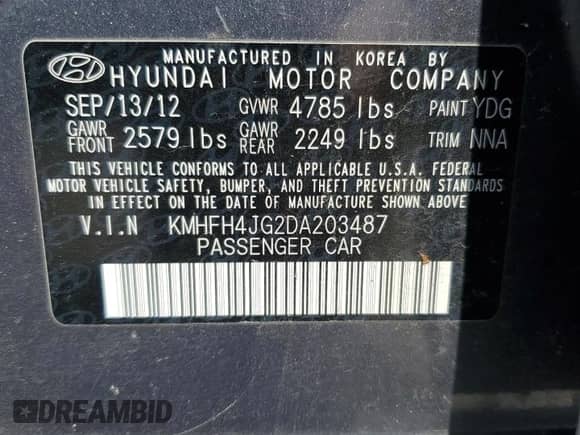 MANUFACTURED IN KOREA BY
HYUNDAI MOTOR COMPANY
SEP/13/12 GVWR 4785 lbs PAINT YDG
GAWR FRONT 2579 lbs GAWR REAR 2249 lbs TRIM NNA
THIS VEHICLE CONFORMS TO ALL APPLICABLE U.S.A. FEDERAL
MOTOR VEHICLE SAFETY, BUMPER, AND THEFT PREVENTION STANDARDS
IN EFFECT ON THE DATE OF MANUFACTURE SHOWN ABOVE
V.I.N KMHFH4JG2DA203487
PASSENGER CAR
DREAMBID